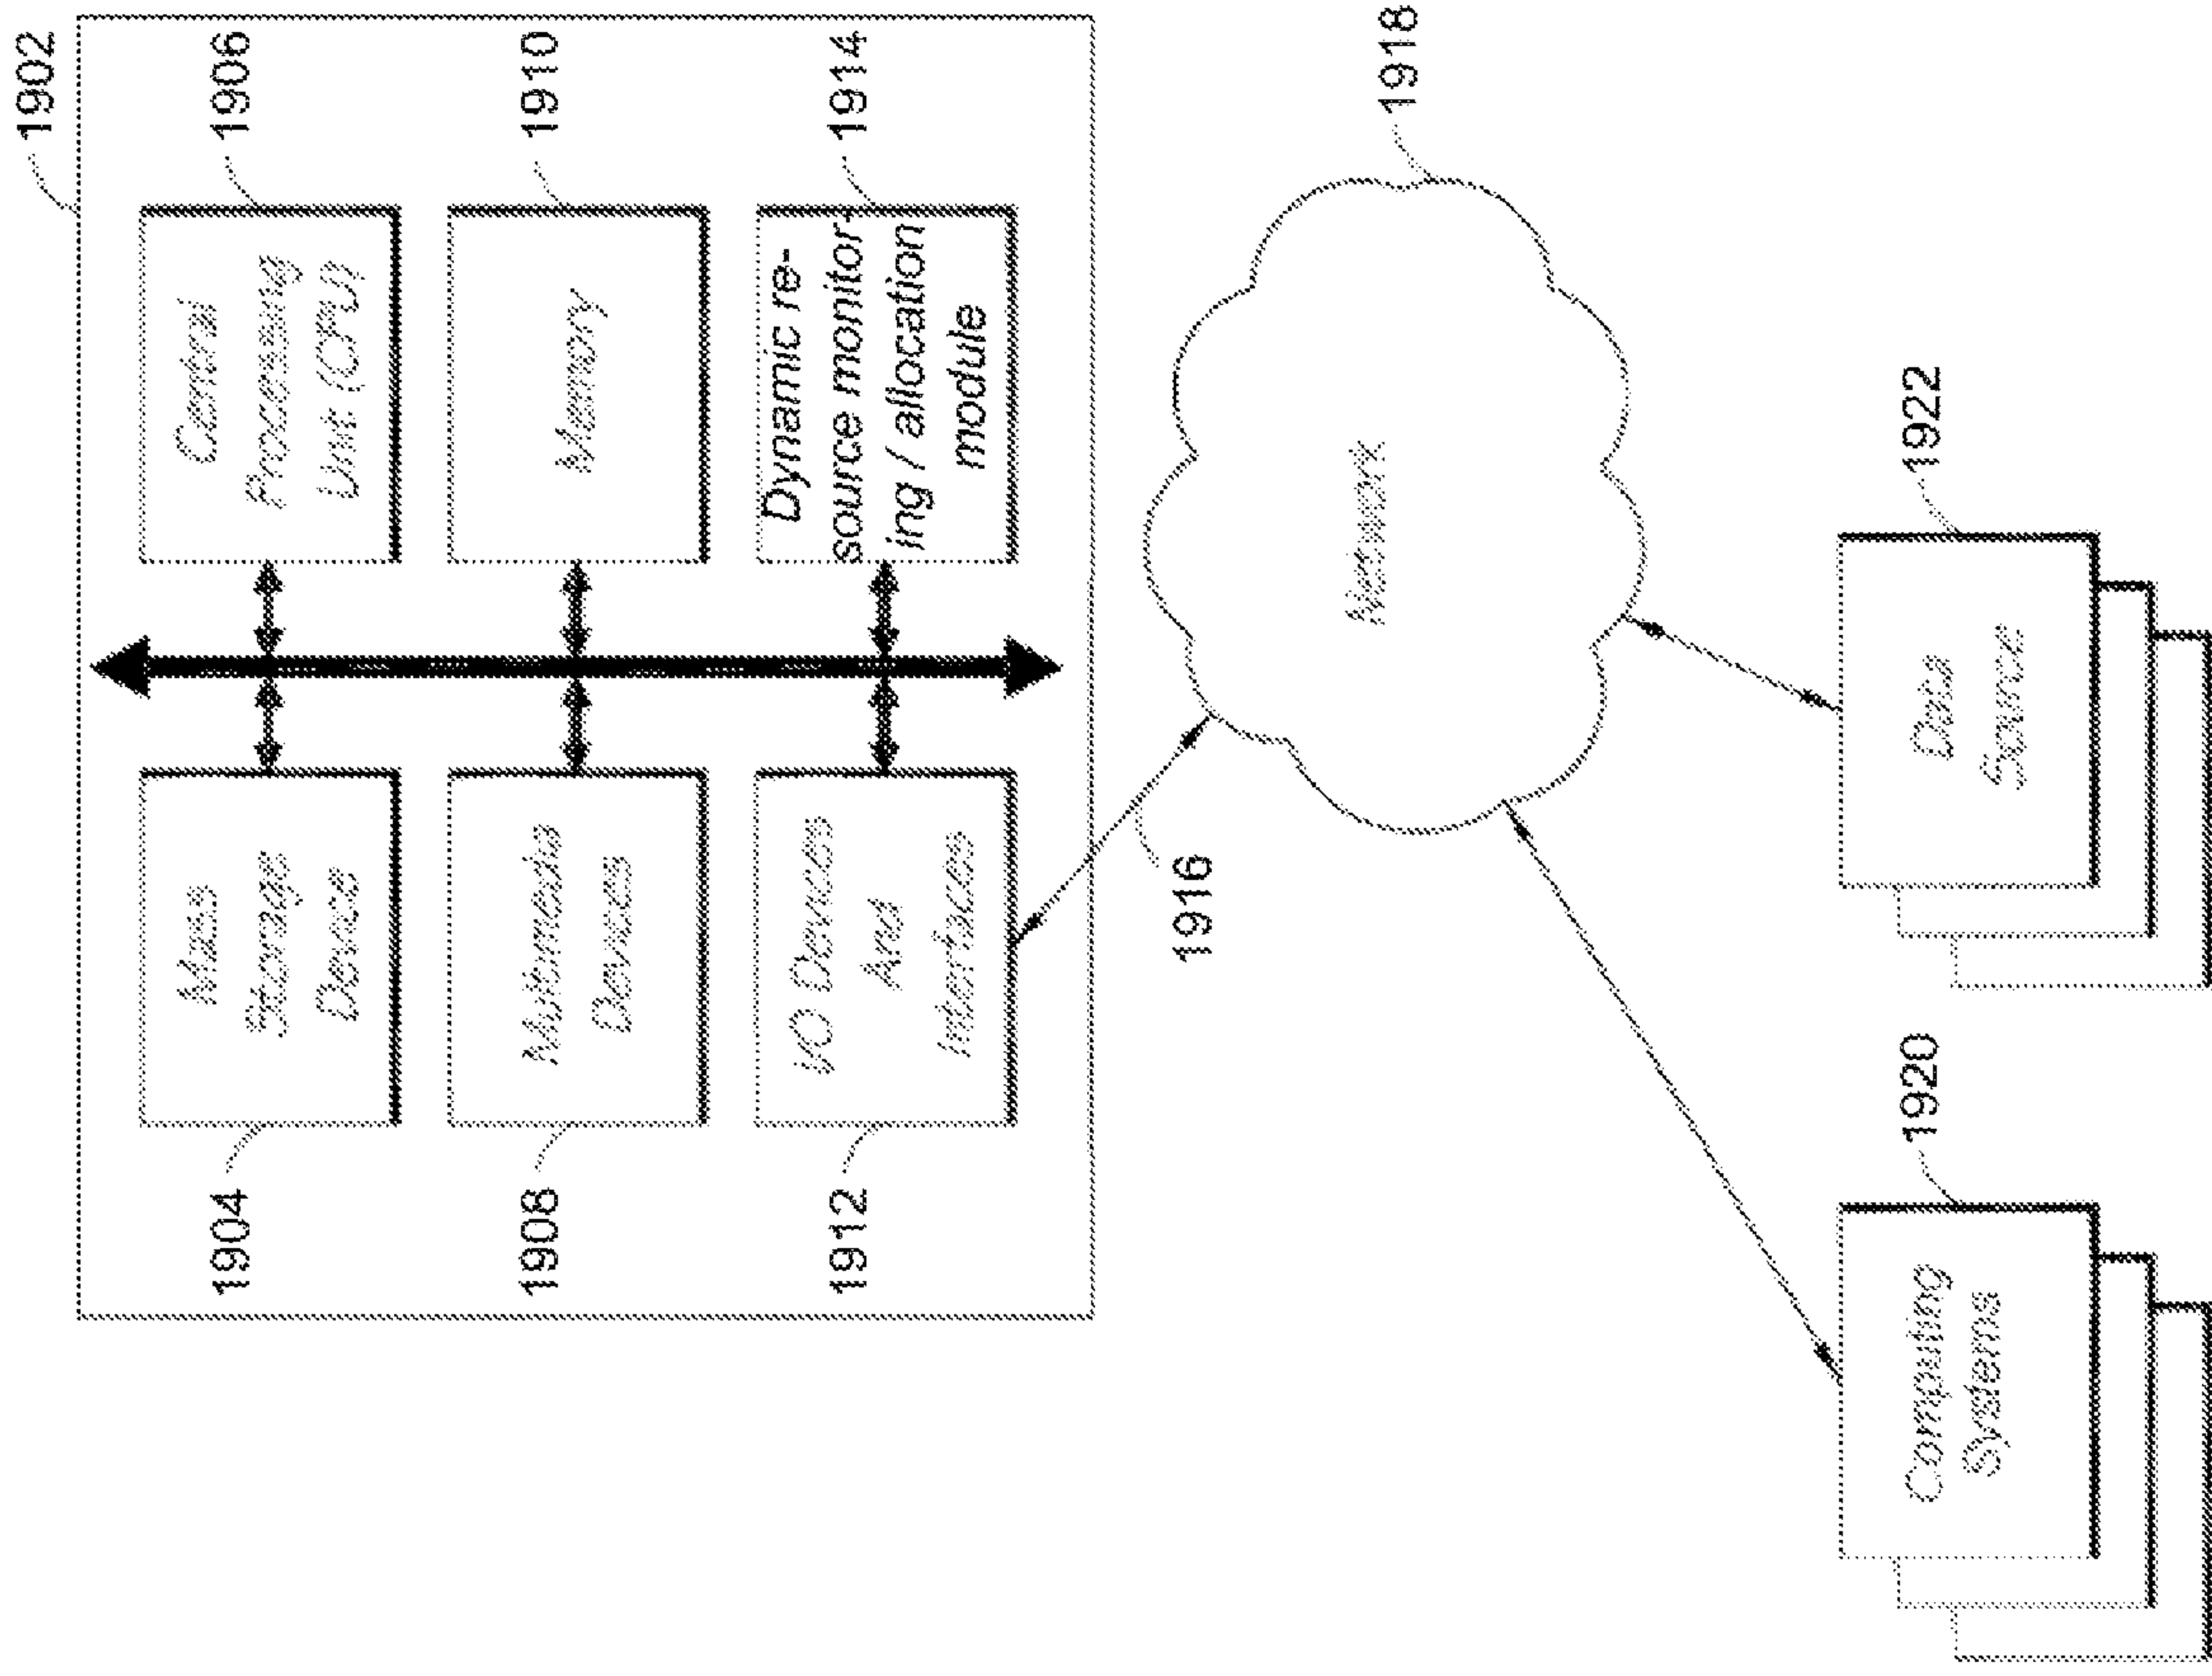 1902
1904
Mass
Storage
Device
Central
Processing
Unit (CPU)
1906
1908
Multimedia
Devices
Memory
1910
1912
I/O Devices
And
Interfaces
Dynamic re-
source monitor-
ing / allocation
module
1914
1916
Network
1918
1920
Computing
Systems
1922
Data
Source